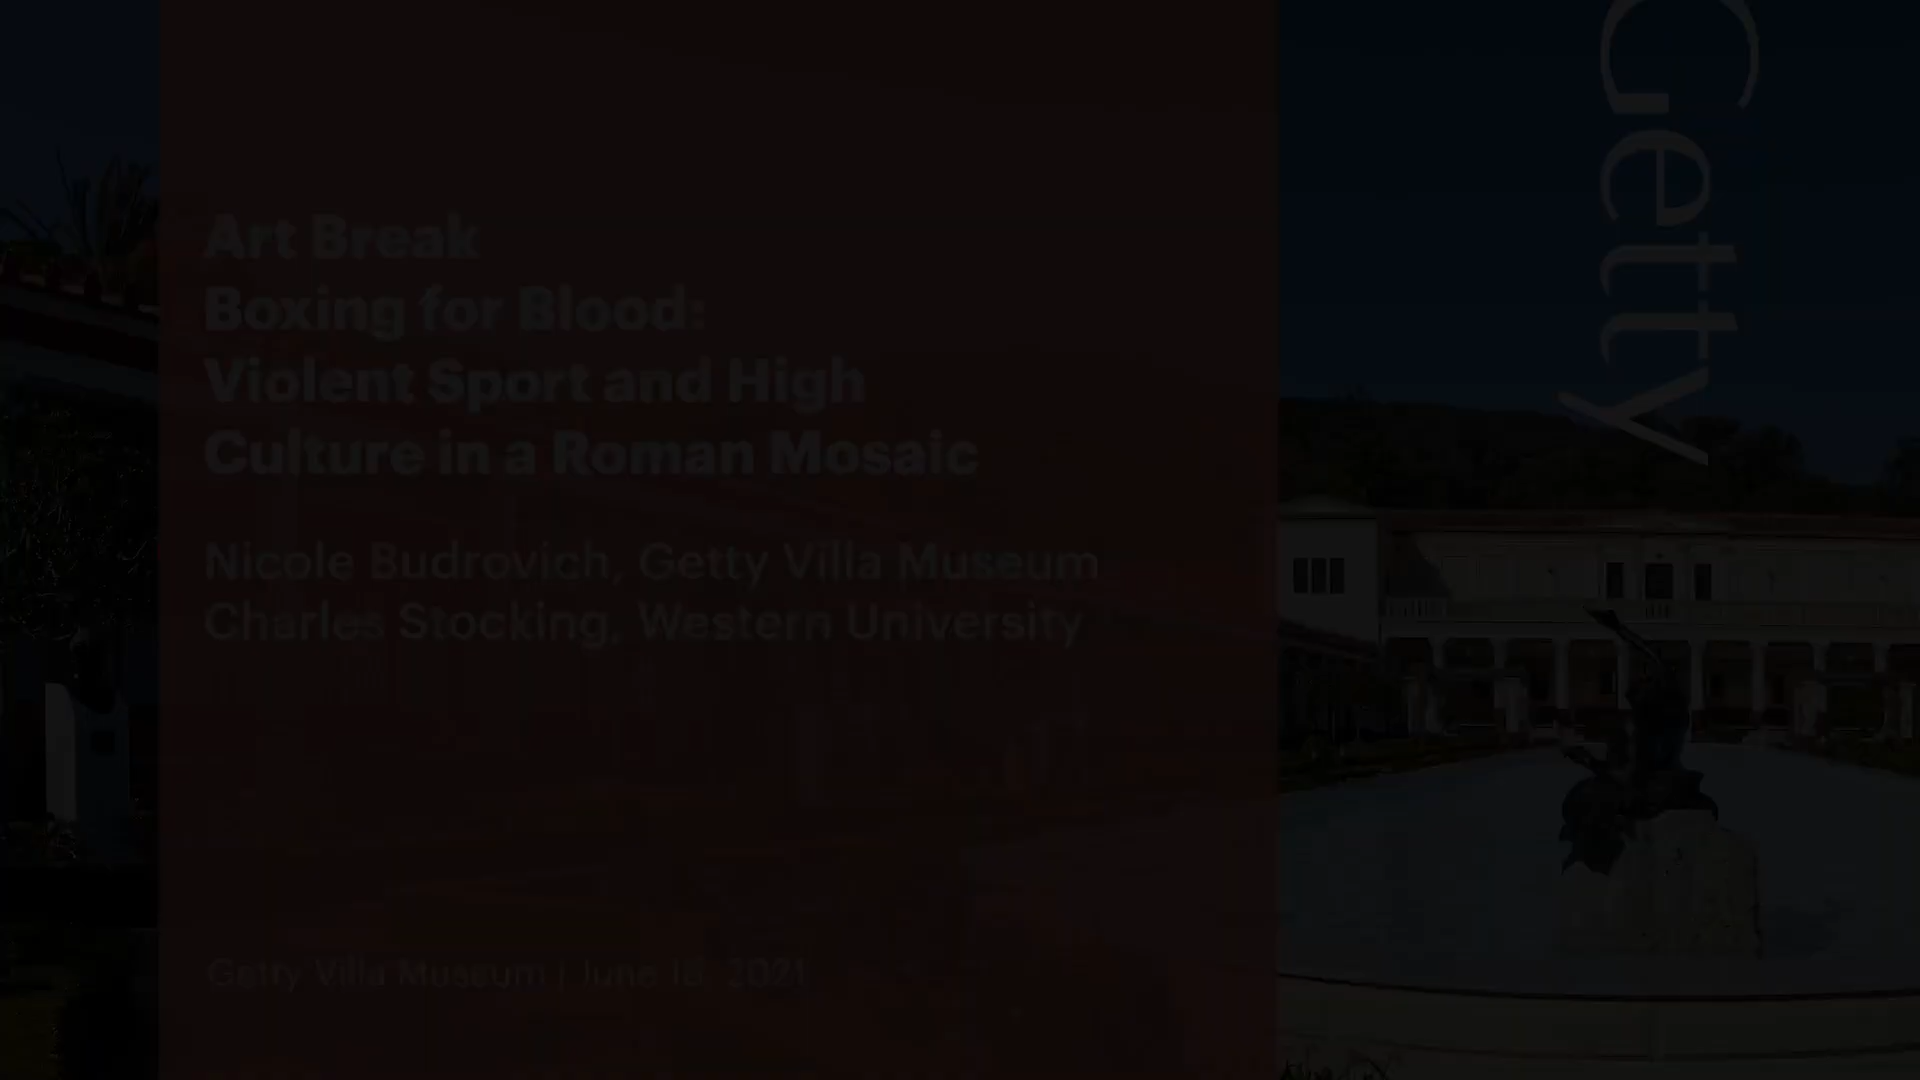 Art Break
Boxing for Blood:
Violent Sport and High
Culture in a Roman Mosaic
Nicole Budrovich, Getty Villa Museum
Charles Stocking, Western University
Getty Villa Museum | June 16, 2021
Getty